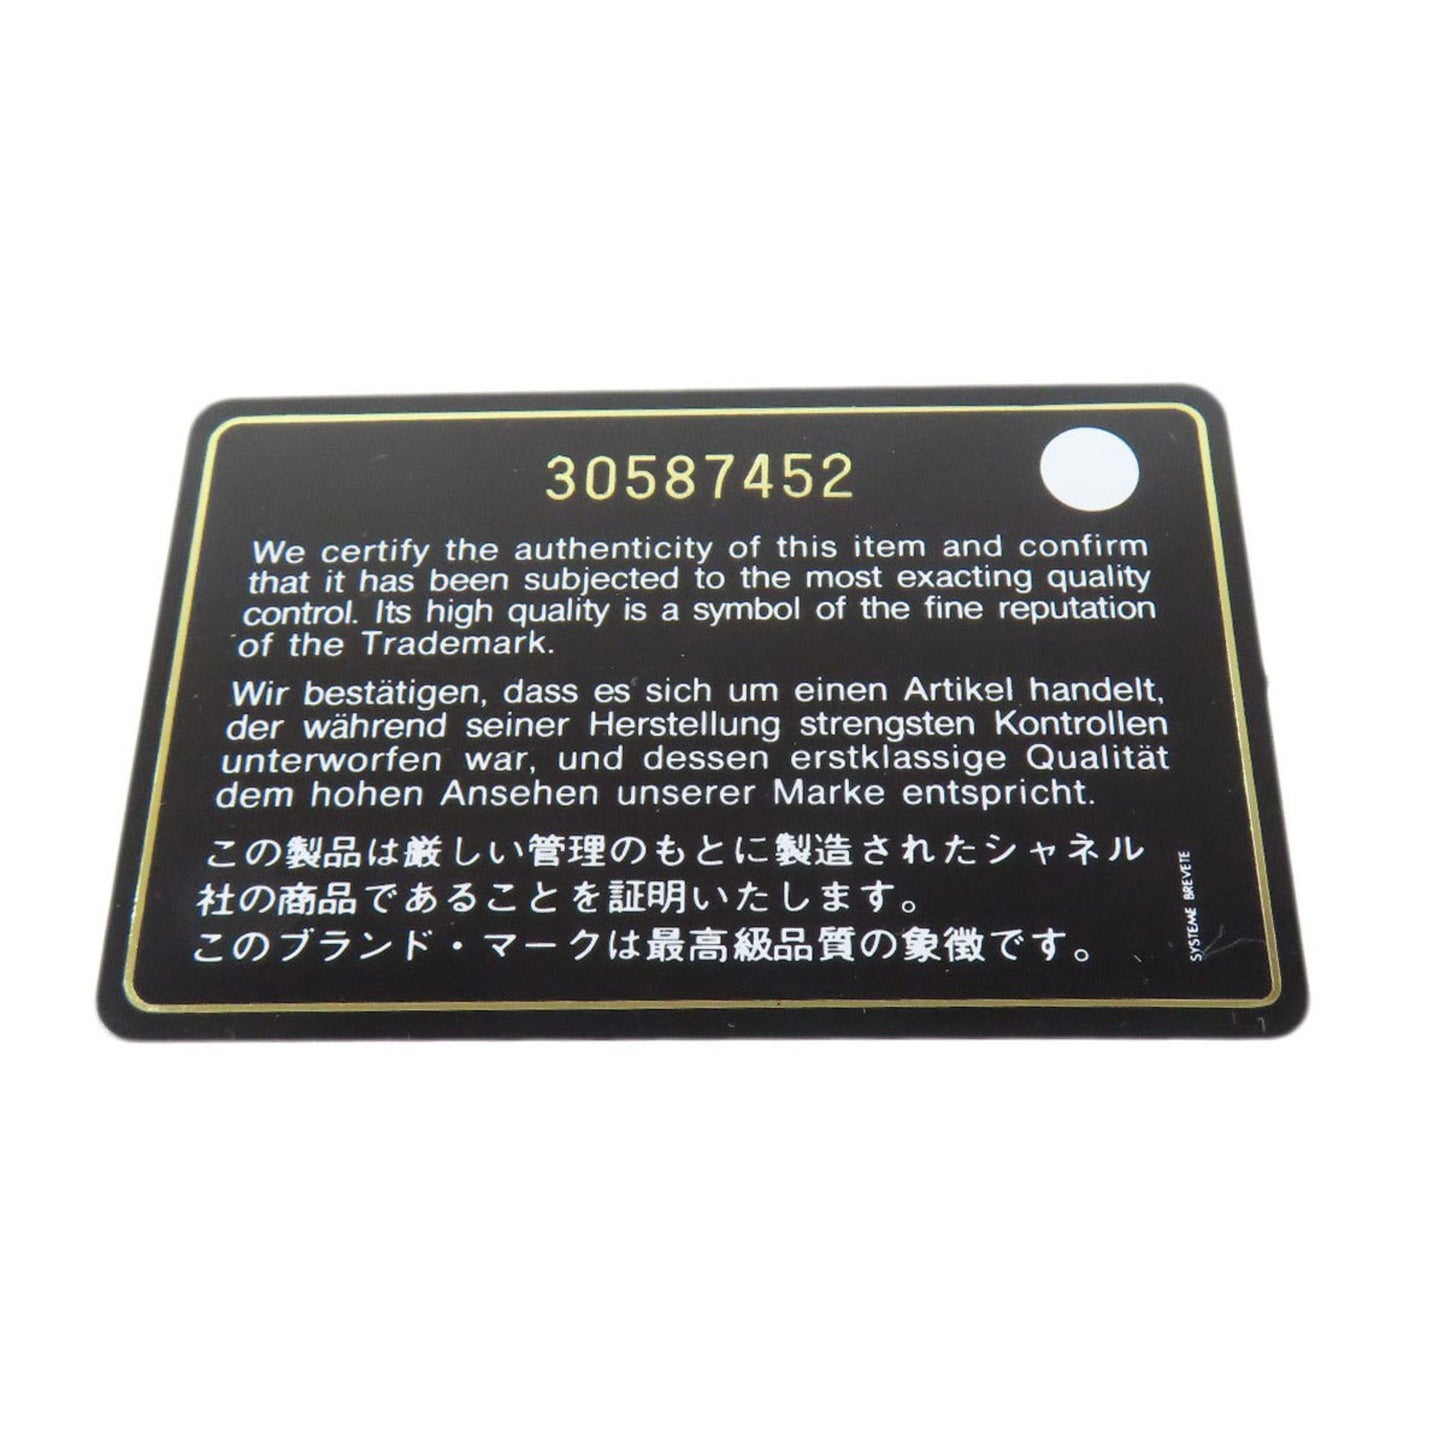 30587452
We certify the authenticity of this item and confirm
that it has been subjected to the most exacting quality
control. Its high quality is a symbol of the fine reputation
of the Trademark.
Wir bestätigen, dass es sich um einen Artikel handelt,
der während seiner Herstellung strengsten Kontrollen
unterworfen war, und dessen erstklassige Qualität
dem hohen Ansehen unserer Marke entspricht.
この製品は厳しい管理のもとに製造されたシャネル
社の商品であることを証明いたします。
このブランド・マークは最高級品質の象徴です。
SYSTEME BREVETE